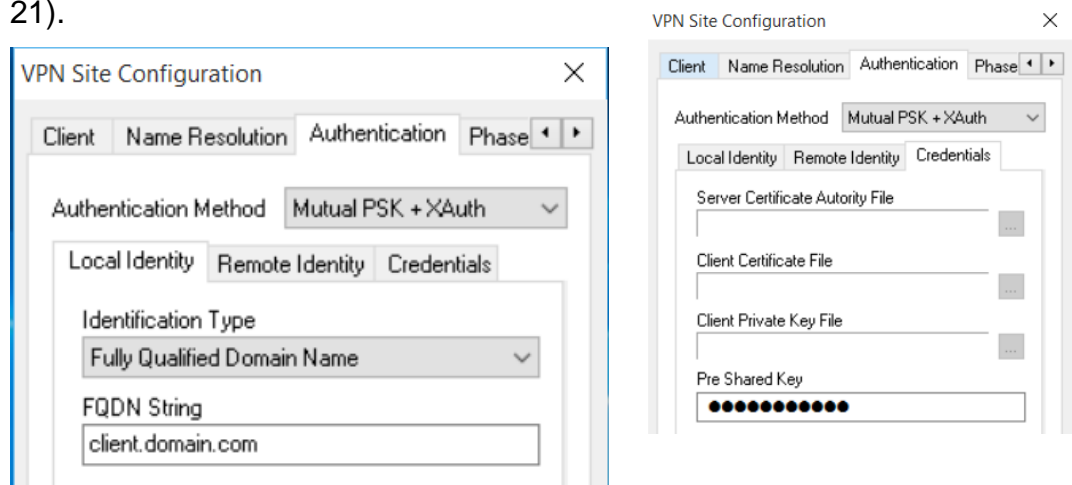 21).
VPN Site Configuration
Client Name Resolution Authentication Phase
Authentication Method Mutual PSK + XAuth
Local Identity Remote Identity Credentials
Identification Type
Fully Qualified Domain Name
FQDN String
client.domain.com
VPN Site Configuration
Client Name Resolution Authentication Phase
Authentication Method Mutual PSK + XAuth
Local Identity Remote Identity Credentials
Server Certificate Autority File
...
Client Certificate File
...
Client Private Key File
...
Pre Shared Key
●●●●●●●●●●●